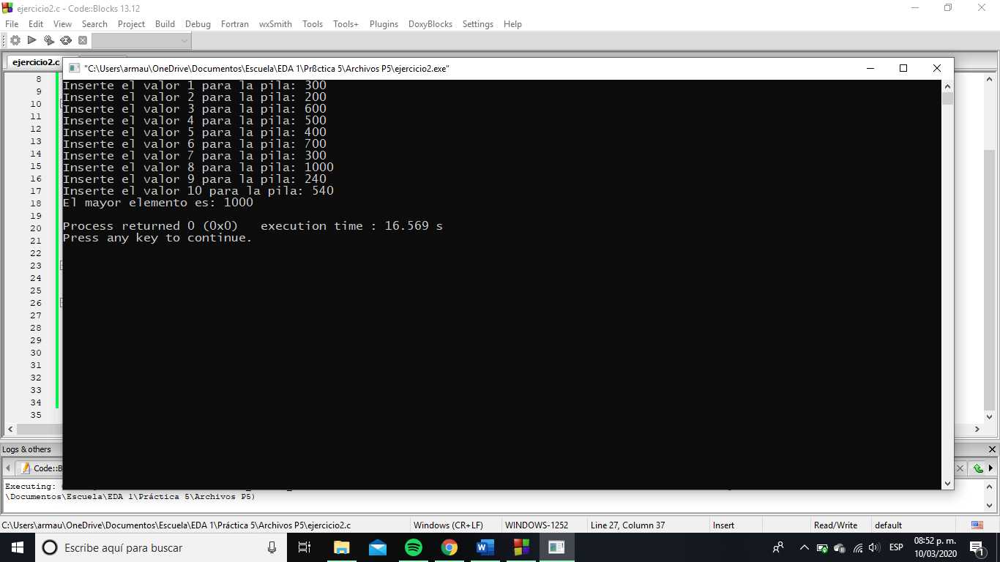 ejercicio2.c - Code::Blocks 13.12
File Edit View Search Project Build Debug Fortran wxSmith Tools Tools+ Plugins DoxyBlocks Settings Help
ejercicio2.c
"C:\Users\armau\OneDrive\Documentos\Escuela\EDA 1\Prßctica 5\Archivos P5\ejercicio2.exe"
8
9
10
11
12
13
14
15
16
17
18
19
20
21
22
23
24
25
26
27
28
29
30
31
32
33
34
35
Inserte el valor 1 para la pila: 300
Inserte el valor 2 para la pila: 200
Inserte el valor 3 para la pila: 600
Inserte el valor 4 para la pila: 500
Inserte el valor 5 para la pila: 400
Inserte el valor 6 para la pila: 700
Inserte el valor 7 para la pila: 300
Inserte el valor 8 para la pila: 1000
Inserte el valor 9 para la pila: 240
Inserte el valor 10 para la pila: 540
El mayor elemento es: 1000
Process returned 0 (0x0)   execution time : 16.569 s
Press any key to continue.
Logs & others
Code::B
Executing:
\Documentos\Escuela\EDA 1\Práctica 5\Archivos P5)
C:\Users\armau\OneDrive\Documentos\Escuela\EDA 1\Práctica 5\Archivos P5\ejercicio2.c Windows (CR+LF) WINDOWS-1252 Line 27, Column 37 Insert Read/Write default
Escribe aquí para buscar
ESP
08:52 p. m.
10/03/2020
1